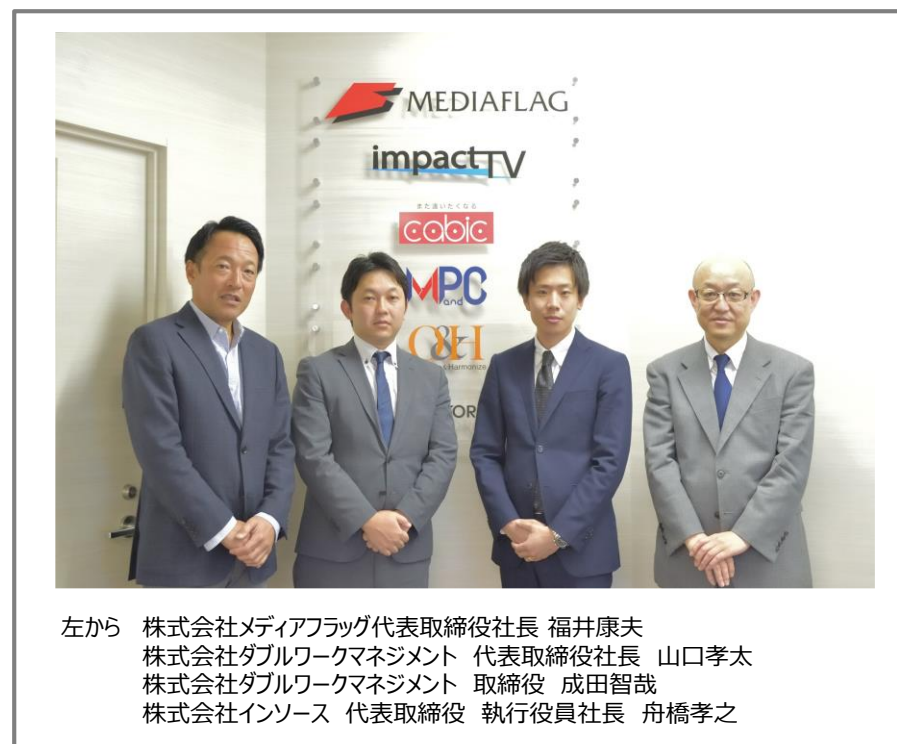 MEDIAFLAG
impactTV
また逢いたくなる
cabic
MPC
and
O&H
s Harmonize
TOR
左から　株式会社メディアフラッグ代表取締役社長 福井康夫
株式会社ダブルワークマネジメント　代表取締役社長　山口孝太
株式会社ダブルワークマネジメント　取締役　成田智哉
株式会社インソース 代表取締役　執行役員社長　舟橋孝之